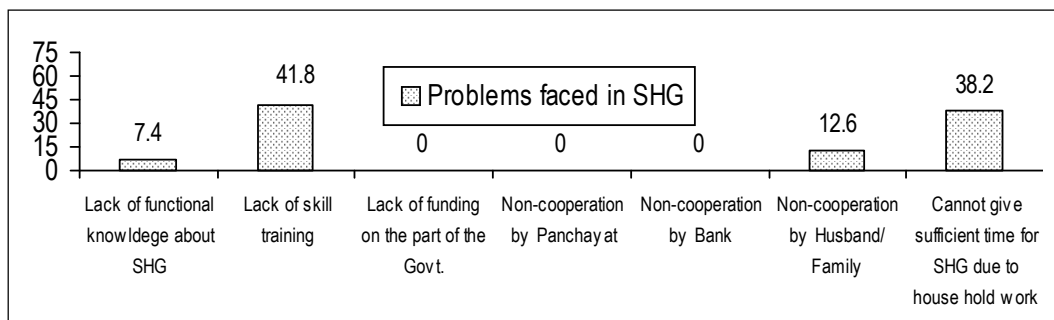 75
60
45
30
15
0
Problems faced in SHG
7.4
41.8
0
0
0
12.6
38.2
Lack of functional
knowldege about
SHG
Lack of skill
training
Lack of funding
on the part of the
Govt.
Non-cooperation
by Panchayat
Non-cooperation
by Bank
Non-cooperation
by Husband/
Family
Cannot give
sufficient time for
SHG due to
house hold work